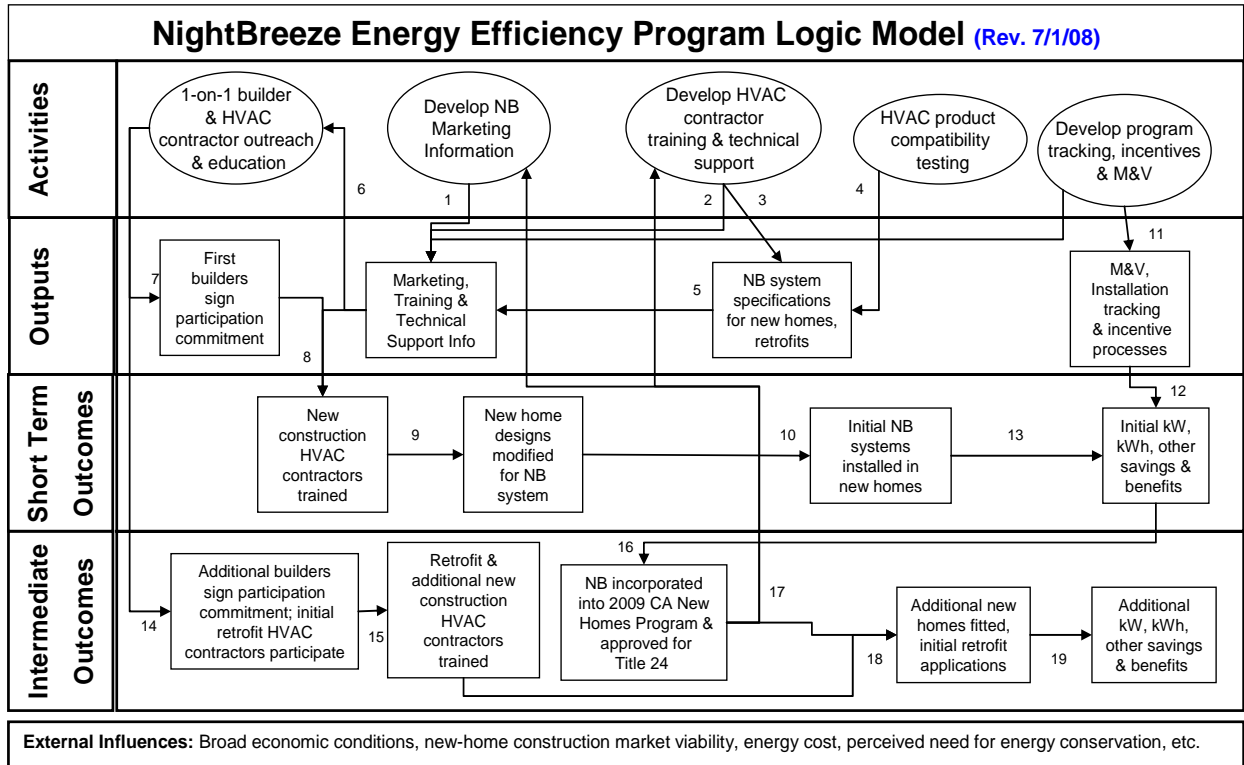 NightBreeze Energy Efficiency Program Logic Model (Rev. 7/1/08)
Activities
1-on-1 builder
& HVAC
contractor outreach
& education
Develop NB
Marketing
Information
Develop HVAC
contractor
training & technical
support
HVAC product
compatibility
testing
Develop program
tracking, incentives
& M&V
6
1
2
3
4
11
Outputs
7
First
builders
sign
participation
commitment
8
Marketing,
Training &
Technical
Support Info
5
NB system
specifications
for new homes,
retrofits
M&V,
Installation
tracking
& incentive
processes
12
Short Term
Outcomes
New
construction
HVAC
contractors
trained
9
New home
designs
modified
for NB
system
10
Initial NB
systems
installed in
new homes
13
Initial kW,
kWh, other
savings &
benefits
Intermediate
Outcomes
14
Additional builders
sign participation
commitment; initial
retrofit HVAC
contractors participate
15
Retrofit &
additional new
construction
HVAC
contractors
trained
16
NB incorporated
into 2009 CA New
Homes Program &
approved for
Title 24
17
18
Additional new
homes fitted,
initial retrofit
applications
19
Additional
kW, kWh,
other savings
& benefits
External Influences: Broad economic conditions, new-home construction market viability, energy cost, perceived need for energy conservation, etc.